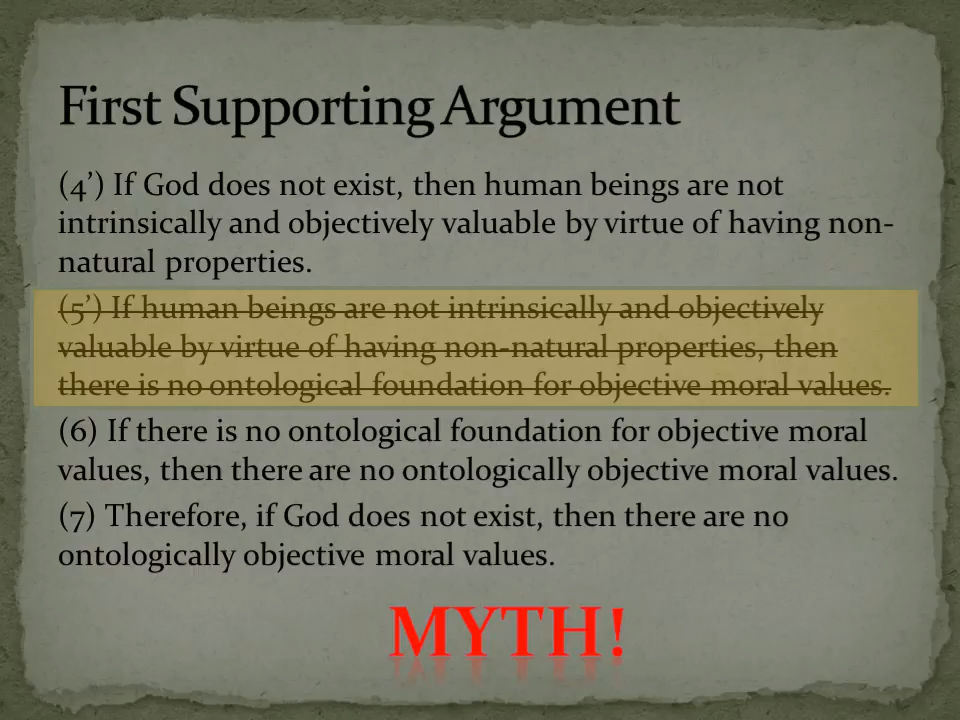 First Supporting Argument
(4’) If God does not exist, then human beings are not
intrinsically and objectively valuable by virtue of having non-
natural properties.
(5’) If human beings are not intrinsically and objectively
valuable by virtue of having non-natural properties, then
there is no ontological foundation for objective moral values.
(6) If there is no ontological foundation for objective moral
values, then there are no ontologically objective moral values.
(7) Therefore, if God does not exist, then there are no
ontologically objective moral values.
MYTH!